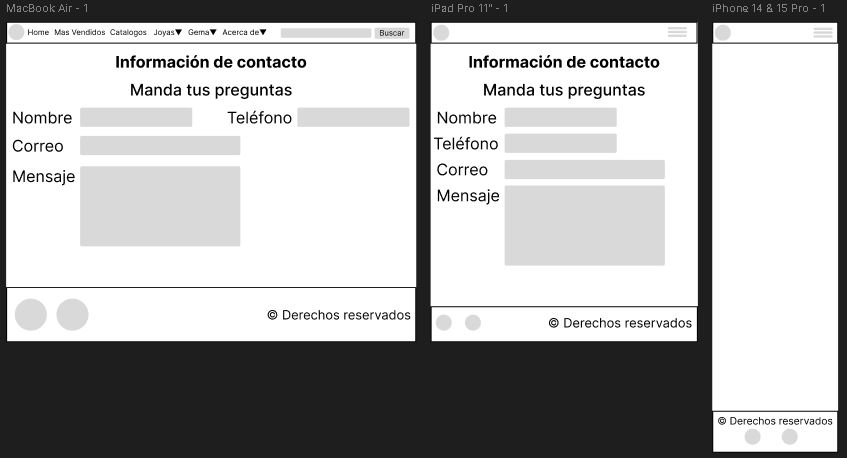 MacBook Air - 1
Home Mas Vendidos Catalogos Joyas▼ Gema▼ Acerca de▼ Buscar
Información de contacto
Manda tus preguntas
Nombre Teléfono
Correo
Mensaje
© Derechos reservados
iPad Pro 11" - 1
Información de contacto
Manda tus preguntas
Nombre
Teléfono
Correo
Mensaje
© Derechos reservados
iPhone 14 & 15 Pro - 1
© Derechos reservados